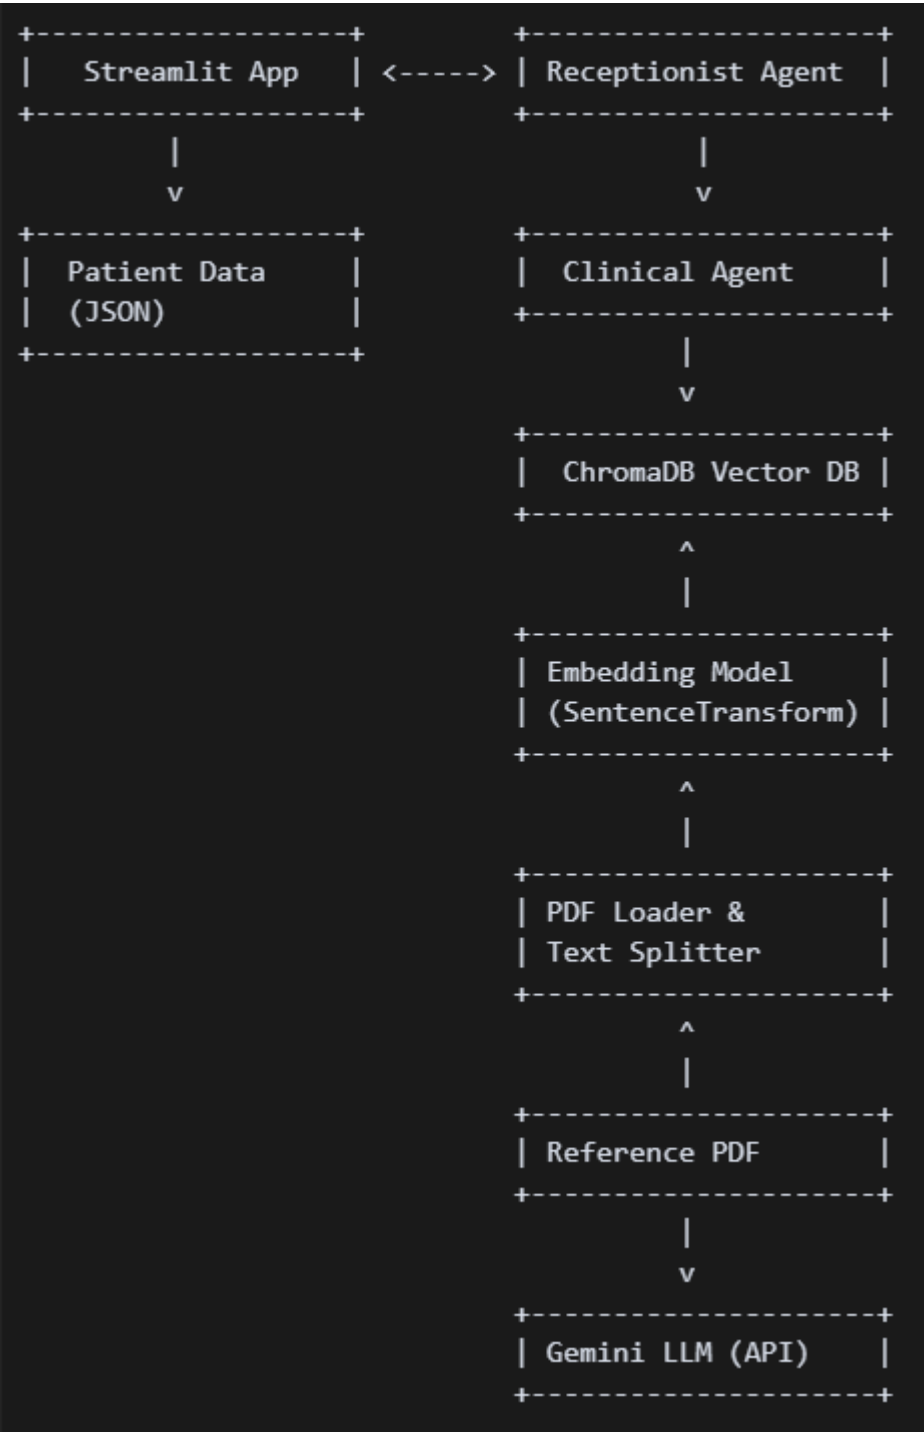 +-------------------+                  +---------------------+
|   Streamlit App   | <-----> | Receptionist Agent  |
+-------------------+                  +---------------------+
         |                                |
         v                                v
+-------------------+         +---------------------+
|  Patient Data     |         |  Clinical Agent     |
|  (JSON)           |         +---------------------+
+-------------------+                   |
                                        v
                              +---------------------+
                              |  ChromaDB Vector DB |
                              +---------------------+
                                        ^
                                        |
                              +---------------------+
                              | Embedding Model     |
                              | (SentenceTransform) |
                              +---------------------+
                                        ^
                                        |
                              +---------------------+
                              | PDF Loader &        |
                              | Text Splitter       |
                              +---------------------+
                                        ^
                                        |
                              +---------------------+
                              | Reference PDF       |
                              +---------------------+
                                        |
                                        v
                              +---------------------+
                              | Gemini LLM (API)    |
                              +---------------------+